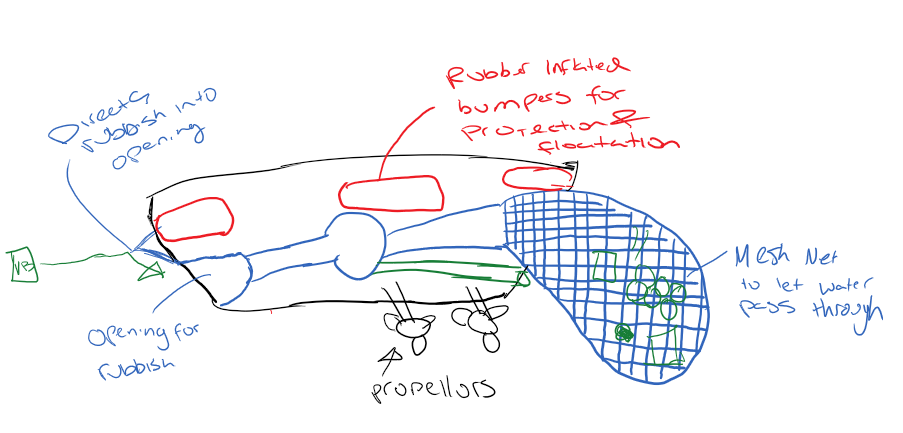 Rubber Inflated
bumpers for
protection &
floatation
Directs
rubbish into
opening
VB
Mesh Net
to let water
pass through
Opening for
rubbish
propellors